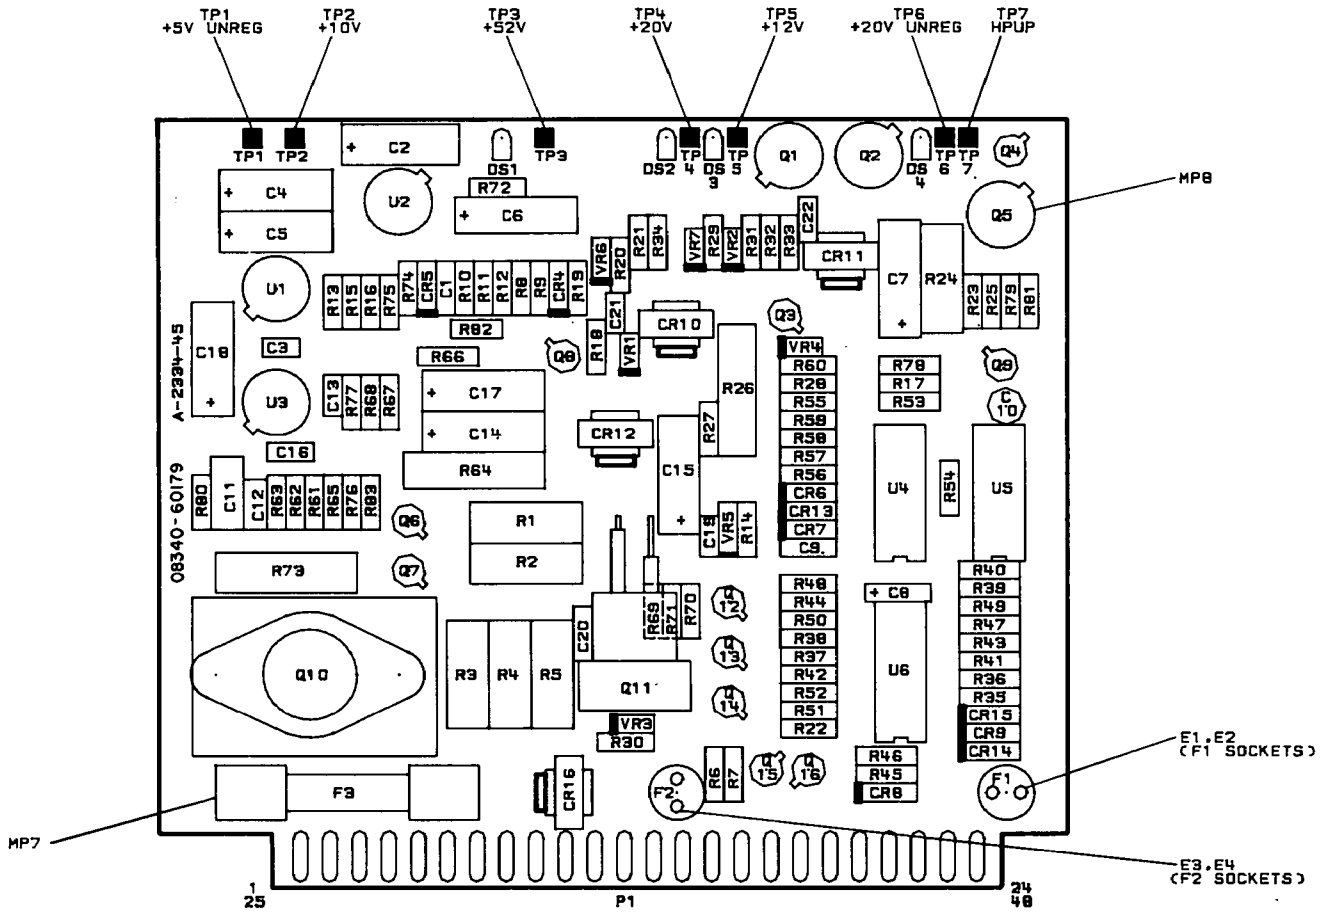 TP1 TP2 TP3 TP4 TP5 TP6 TP7
+5V UNREG +10V +52V +20V +12V +20V UNREG HPUP
TP1 TP2 DS1 TP3 DS2 TP 4 DS 3 TP 5 Q1 Q2 DS 4 TP 6 TP 7 Q4
+ C2
MP8
+ C4
U2
R72
+ C6
C22
Q5
+ C5
VR6 R20 R21 R34 VR7 R29 VR2 R31 R32 R33
CR11
C7 +
R24
U1
R13 R15 R16 R75 R74 CR5 C1 R10 R11 R12 R8 R9 CR4 R19
R23 R25 R79 R81
C21
CR10
Q3
R82
C18 +
C3
R66
Q8
R18 VR1
VR4
R60
R28
R55
R59
R58
R57
R56
CR6
CR13
CR7
C9
R78
R17
R53
Q9
C 10
A-2334-45
U3
C13 R77 R68 R67
+ C17
+ C14
R64
CR12
R26
R27
C15 +
U4
R54
U5
C16
08340-60179
R80 C11 C12 R63 R62 R61 R65 R76 R83
Q6
R1
R2
C19 VR5 R14
R73
Q7
R40
R39
R49
R47
R43
R41
R36
R35
CR15
CR9
CR14
R48
R44
R50
R38
R37
R42
R52
R51
R22
+ C8
U6
C20
R69 R71 R70
Q 12
Q 13
Q 14
Q10
R3 R4 R5
Q11
VR3
R30
E1,E2
(F1 SOCKETS)
R46
R45
CR8
F3
CR16
F2
R6 R7
Q 15
Q 16
F1
MP7
E3,E4
(F2 SOCKETS)
1
25
P1
24
48